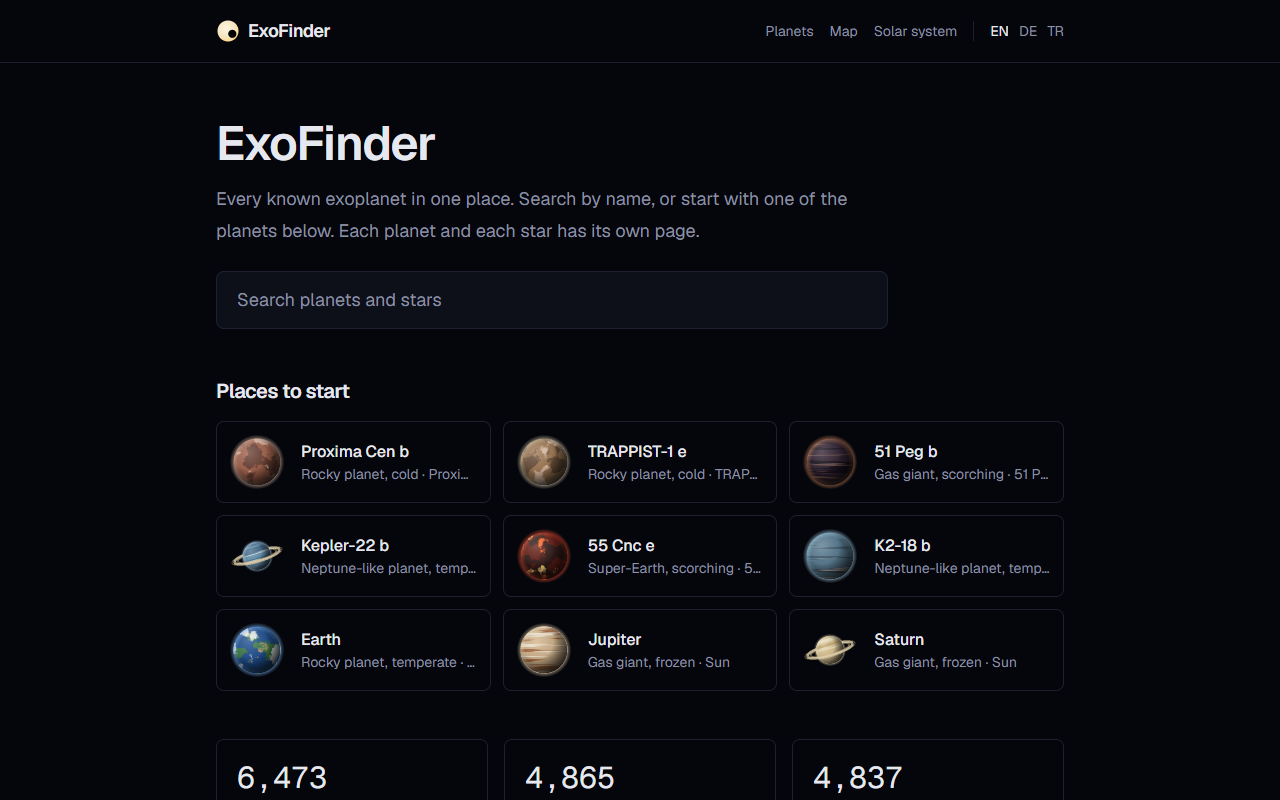 ExoFinder
Planets Map Solar system EN DE TR
ExoFinder
Every known exoplanet in one place. Search by name, or start with one of the
planets below. Each planet and each star has its own page.
Search planets and stars
Places to start
Proxima Cen b
Rocky planet, cold · Proxi...
TRAPPIST-1 e
Rocky planet, cold · TRAP...
51 Peg b
Gas giant, scorching · 51 P...
Kepler-22 b
Neptune-like planet, temp...
55 Cnc e
Super-Earth, scorching · 5...
K2-18 b
Neptune-like planet, temp...
Earth
Rocky planet, temperate · ...
Jupiter
Gas giant, frozen · Sun
Saturn
Gas giant, frozen · Sun
6,473
4,865
4,837